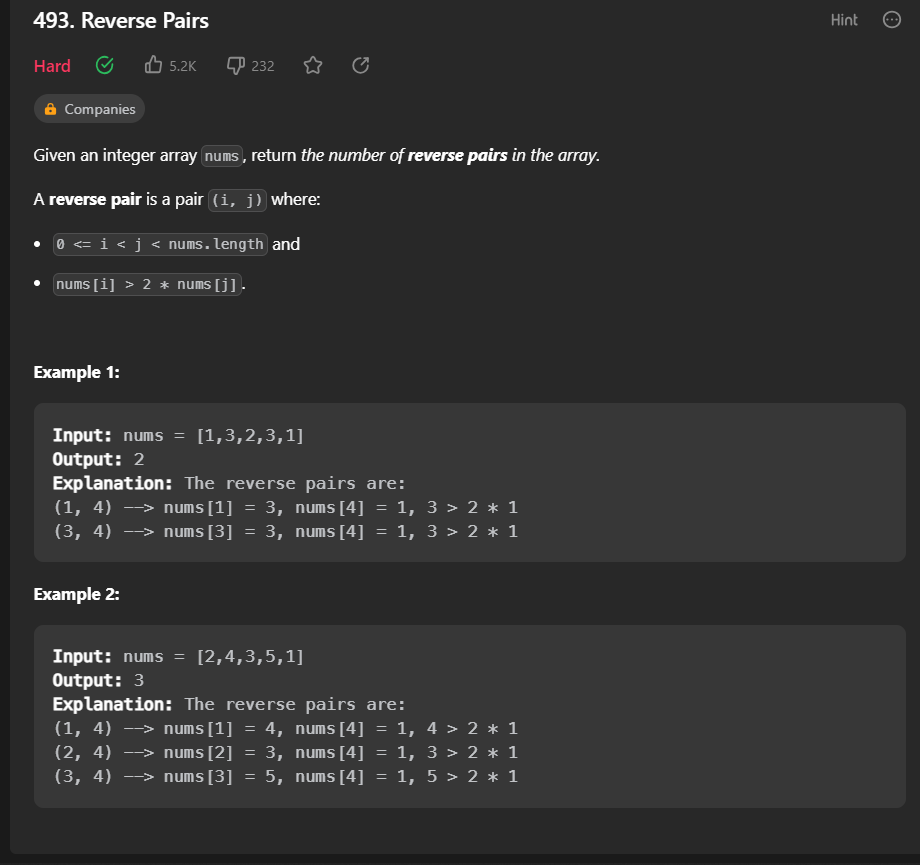 493. Reverse Pairs
Hint
Hard
5.2K
232
Companies
Given an integer array nums, return the number of reverse pairs in the array.
A reverse pair is a pair (i, j) where:
• 0 <= i < j < nums.length and
• nums[i] > 2 * nums[j].
Example 1:
Input: nums = [1,3,2,3,1]
Output: 2
Explanation: The reverse pairs are:
(1, 4) --> nums[1] = 3, nums[4] = 1, 3 > 2 * 1
(3, 4) --> nums[3] = 3, nums[4] = 1, 3 > 2 * 1
Example 2:
Input: nums = [2,4,3,5,1]
Output: 3
Explanation: The reverse pairs are:
(1, 4) --> nums[1] = 4, nums[4] = 1, 4 > 2 * 1
(2, 4) --> nums[2] = 3, nums[4] = 1, 3 > 2 * 1
(3, 4) --> nums[3] = 5, nums[4] = 1, 5 > 2 * 1